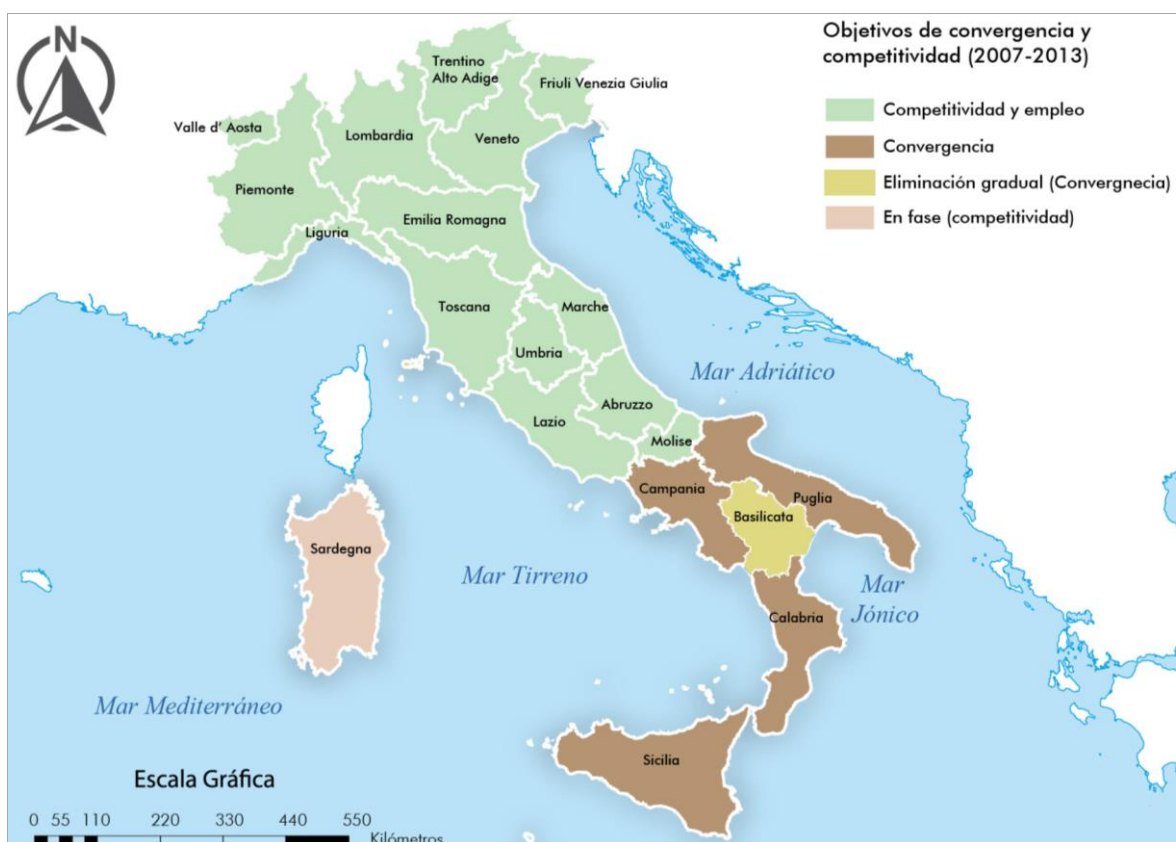 N
Objetivos de convergencia y
competitividad (2007-2013)
Competitividad y empleo
Convergencia
Eliminación gradual (Convergnecia)
En fase (competitividad)
Trentino
Alto Adige
Friuli Venezia Giulia
Valle d' Aosta
Lombardia
Veneto
Piemonte
Emilia Romagna
Liguria
Toscana
Marche
Umbria
Mar Adriático
Abruzzo
Lazio
Molise
Campania
Puglia
Basilicata
Sardegna
Mar Tirreno
Mar
Jónico
Calabria
Mar Mediterráneo
Sicilia
Escala Gráfica
0 55 110 220 330 440 550
Kilómetros